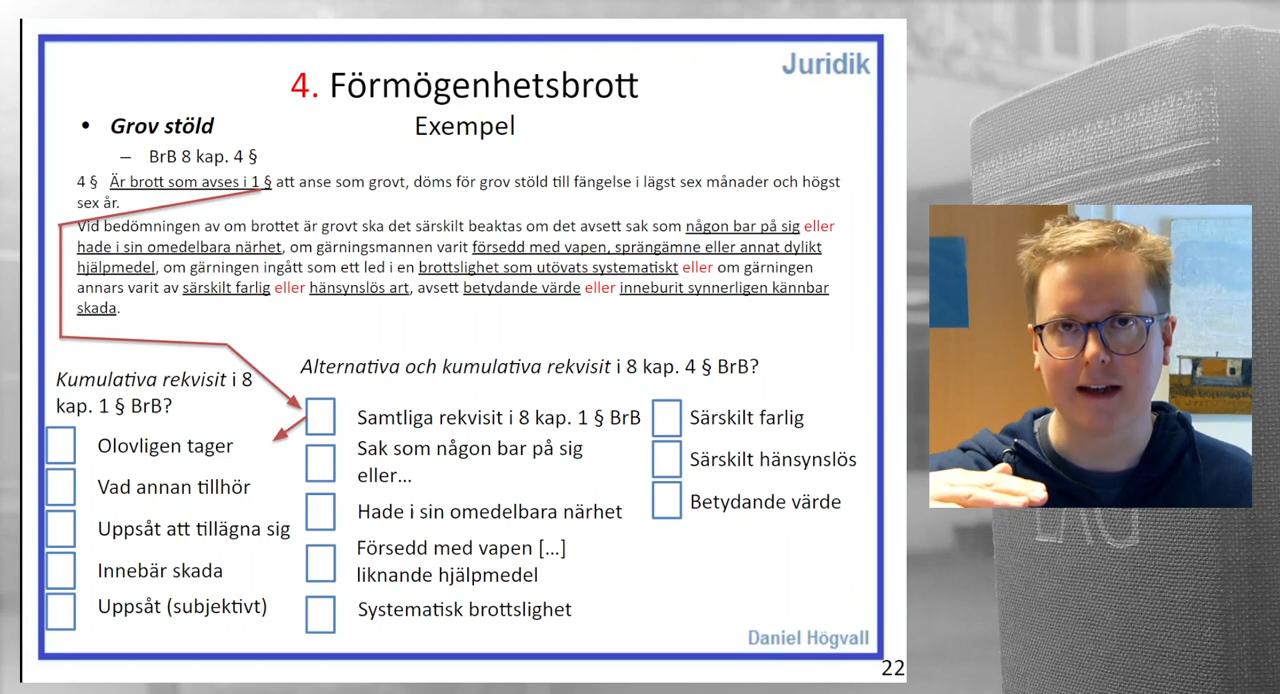 Juridik
4. Förmögenhetsbrott
• Grov stöld
Exempel
– BrB 8 kap. 4 §
4 § Är brott som avses i 1 § att anse som grovt, döms för grov stöld till fängelse i lägst sex månader och högst
sex år.
Vid bedömningen av om brottet är grovt ska det särskilt beaktas om det avsett sak som någon bar på sig eller
hade i sin omedelbara närhet, om gärningsmannen varit försedd med vapen, sprängämne eller annat dylikt
hjälpmedel, om gärningen ingått som ett led i en brottslighet som utövats systematiskt eller om gärningen
annars varit av särskilt farlig eller hänsynslös art, avsett betydande värde eller inneburit synnerligen kännbar
skada.
Kumulativa rekvisit i 8
kap. 1 § BrB?
Olovligen tager
Vad annan tillhör
Uppsåt att tillägna sig
Innebär skada
Uppsåt (subjektivt)
Alternativa och kumulativa rekvisit i 8 kap. 4 § BrB?
Samtliga rekvisit i 8 kap. 1 § BrB
Sak som någon bar på sig
eller...
Hade i sin omedelbara närhet
Försedd med vapen [...]
liknande hjälpmedel
Systematisk brottslighet
Särskilt farlig
Särskilt hänsynslös
Betydande värde
Daniel Högvall
22